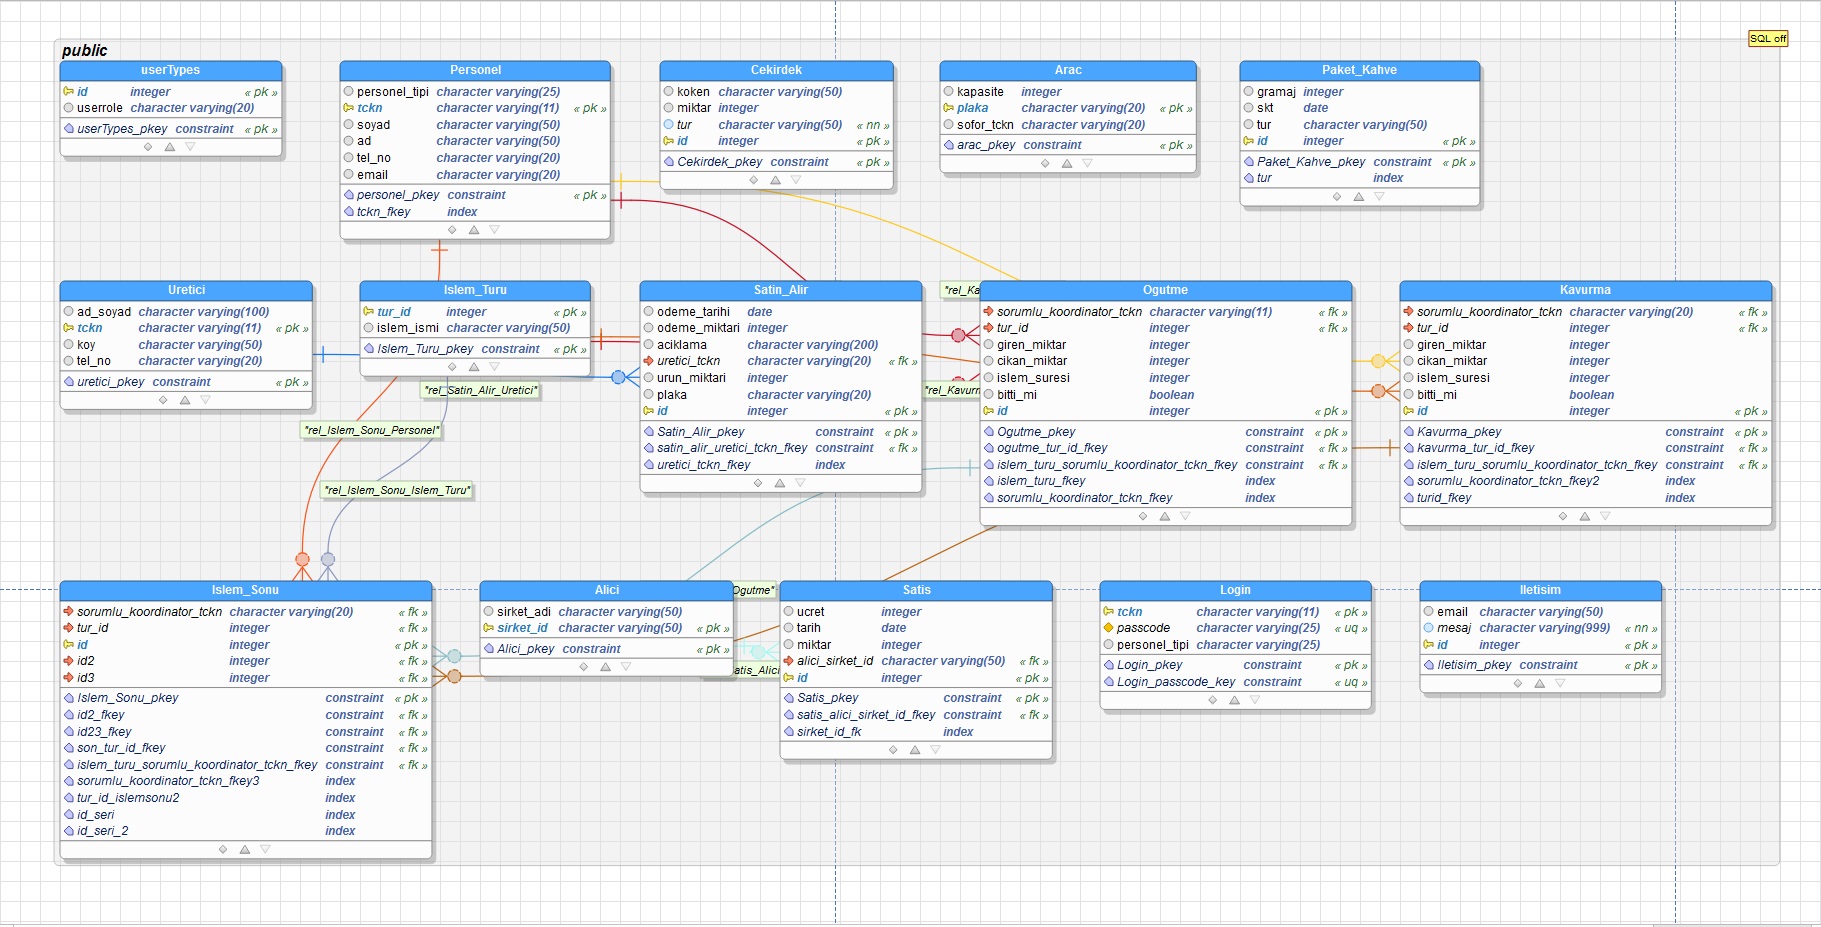 SQL off
public
userTypes
id integer « pk »
userrole character varying(20)
userTypes_pkey constraint « pk »
Personel
personel_tipi character varying(25)
tckn character varying(11) « pk »
soyad character varying(50)
ad character varying(50)
tel_no character varying(20)
email character varying(20)
personel_pkey constraint « pk »
tckn_fkey index
Cekirdek
koken character varying(50)
miktar integer
tur character varying(50) « nn »
id integer « pk »
Cekirdek_pkey constraint « pk »
Arac
kapasite integer
plaka character varying(20) « pk »
sofor_tckn character varying(20)
arac_pkey constraint « pk »
Paket_Kahve
gramaj integer
skt date
tur character varying(50)
id integer « pk »
Paket_Kahve_pkey constraint « pk »
tur index
Uretici
ad_soyad character varying(100)
tckn character varying(11) « pk »
koy character varying(50)
tel_no character varying(20)
uretici_pkey constraint « pk »
Islem_Turu
tur_id integer « pk »
islem_ismi character varying(50)
Islem_Turu_pkey constraint « pk »
"rel_Satin_Alir_Uretici"
"rel_Islem_Sonu_Personel"
"rel_Islem_Sonu_Islem_Turu"
Satin_Alir
odeme_tarihi date
odeme_miktari integer
aciklama character varying(200)
uretici_tckn character varying(20) « fk »
urun_miktari integer
plaka character varying(20)
id integer « pk »
Satin_Alir_pkey constraint « pk »
satin_alir_uretici_tckn_fkey constraint « fk »
uretici_tckn_fkey index
"rel_Ka
"rel_Kavurm
Ogutme
sorumlu_koordinator_tckn character varying(11) « fk »
tur_id integer « fk »
giren_miktar integer
cikan_miktar integer
islem_suresi integer
bitti_mi boolean
id integer « pk »
Ogutme_pkey constraint « pk »
ogutme_tur_id_fkey constraint « fk »
islem_turu_sorumlu_koordinator_tckn_fkey constraint « fk »
islem_turu_fkey index
sorumlu_koordinator_tckn_fkey index
Kavurma
sorumlu_koordinator_tckn character varying(20) « fk »
tur_id integer « fk »
giren_miktar integer
cikan_miktar integer
islem_suresi integer
bitti_mi boolean
id integer « pk »
Kavurma_pkey constraint « pk »
kavurma_tur_id_fkey constraint « fk »
islem_turu_sorumlu_koordinator_tckn_fkey constraint « fk »
sorumlu_koordinator_tckn_fkey2 index
turid_fkey index
Islem_Sonu
sorumlu_koordinator_tckn character varying(20) « fk »
tur_id integer « fk »
id integer « pk »
id2 integer « fk »
id3 integer « fk »
Islem_Sonu_pkey constraint « pk »
id2_fkey constraint « fk »
id23_fkey constraint « fk »
son_tur_id_fkey constraint « fk »
islem_turu_sorumlu_koordinator_tckn_fkey constraint « fk »
sorumlu_koordinator_tckn_fkey3 index
tur_id_islemsonu2 index
id_seri index
id_seri_2 index
Alici
sirket_adi character varying(50)
sirket_id character varying(50) « pk »
Alici_pkey constraint « pk »
Ogutme"
atis_Alici
Satis
ucret integer
tarih date
miktar integer
alici_sirket_id character varying(50) « fk »
id integer « pk »
Satis_pkey constraint « pk »
satis_alici_sirket_id_fkey constraint « fk »
sirket_id_fk index
Login
tckn character varying(11) « pk »
passcode character varying(25) « uq »
personel_tipi character varying(25)
Login_pkey constraint « pk »
Login_passcode_key constraint « uq »
Iletisim
email character varying(50)
mesaj character varying(999) « nn »
id integer « pk »
Iletisim_pkey constraint « pk »